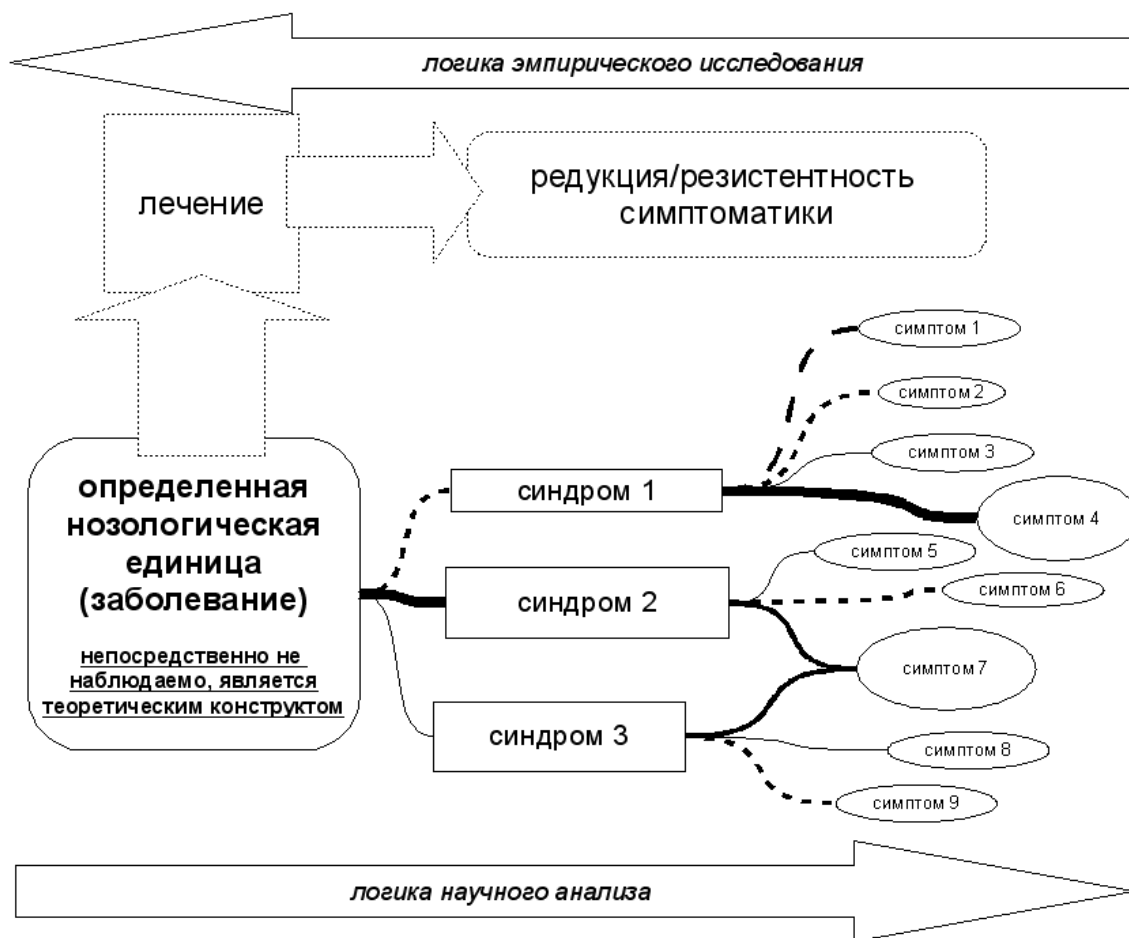 логика эмпирического исследования
лечение
редукция/резистентность
симптоматики
симптом 1
симптом 2
симптом 3
симптом 4
симптом 5
симптом 6
симптом 7
симптом 8
симптом 9
синдром 1
синдром 2
синдром 3
определенная
нозологическая
единица
(заболевание)
непосредственно не
наблюдаемо, является
теоретическим конструктом
логика научного анализа